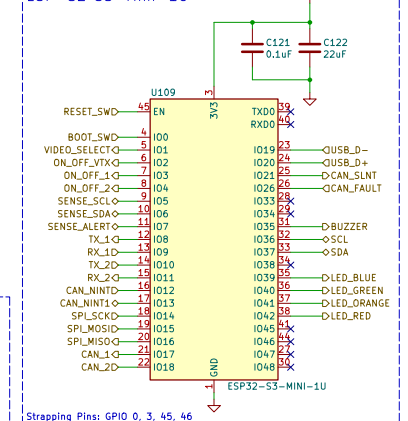 C121
0.1uF
C122
22uF
U109
3
3V3
RESET_SW 45 EN TXD0 39
RXD0 40
BOOT_SW 4 IO0
VIDEO_SELECT 5 IO1 IO19 23 USB_D-
ON_OFF_VTX 6 IO2 IO20 24 USB_D+
ON_OFF_1 7 IO3 IO21 25 CAN_SLNT
ON_OFF_2 8 IO4 IO26 26 CAN_FAULT
SENSE_SCL 9 IO5 IO33 28
SENSE_SDA 10 IO6 IO34 29
SENSE_ALERT 11 IO7 IO35 31 BUZZER
TX_1 12 IO8 IO36 32 SCL
RX_1 13 IO9 IO37 33 SDA
TX_2 14 IO10 IO38 34
RX_2 15 IO11 IO39 35 LED_BLUE
CAN_NINT 16 IO12 IO40 36 LED_GREEN
CAN_NINT1 17 IO13 IO41 37 LED_ORANGE
SPI_SCK 18 IO14 IO42 38 LED_RED
SPI_MOSI 19 IO15 IO45 41
SPI_MISO 20 IO16 IO46 44
CAN_1 21 IO17 IO47 27
CAN_2 22 IO18 IO48 30
GND
1
ESP32-S3-MINI-1U
Strapping Pins: GPIO 0, 3, 45, 46